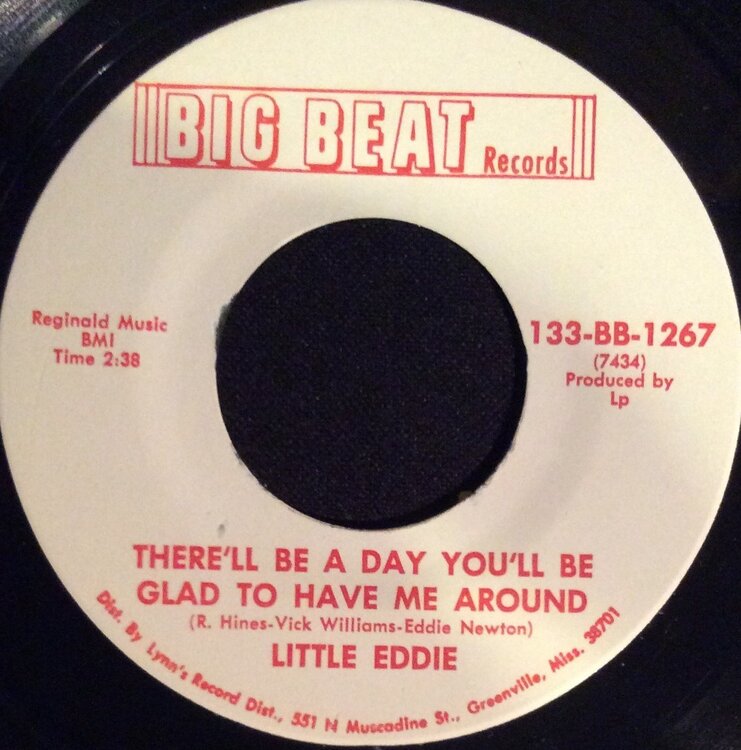 BIG BEAT Records
Reginald Music
BMI
Time 2:38
133-BB-1267
(7434)
Produced by
Lp
THERE'LL BE A DAY YOU'LL BE
GLAD TO HAVE ME AROUND
(R. Hines-Vick Williams-Eddie Newton)
LITTLE EDDIE
Dist. By Lynn's Record Dist., 551 N Muscadine St., Greenville, Miss. 38701